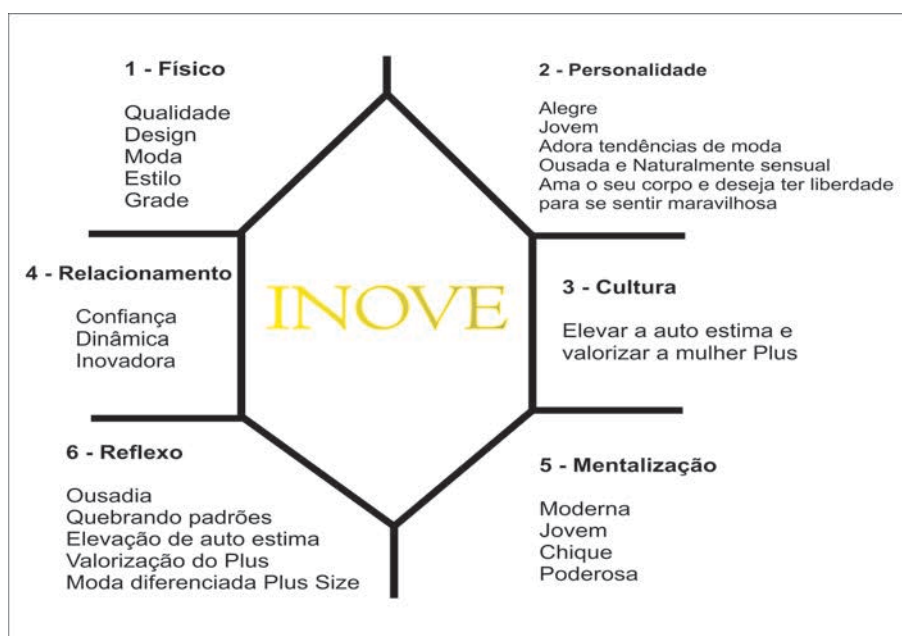 1 - Físico
Qualidade
Design
Moda
Estilo
Grade
2 - Personalidade
Alegre
Jovem
Adora tendências de moda
Ousada e Naturalmente sensual
Ama o seu corpo e deseja ter liberdade
para se sentir maravilhosa
4 - Relacionamento
Confiança
Dinâmica
Inovadora
INOVE
3 - Cultura
Elevar a auto estima e
valorizar a mulher Plus
6 - Reflexo
Ousadia
Quebrando padrões
Elevação de auto estima
Valorização do Plus
Moda diferenciada Plus Size
5 - Mentalização
Moderna
Jovem
Chique
Poderosa